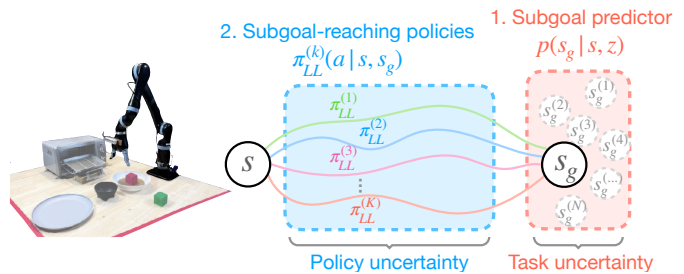 1. Subgoal predictor
p(s_g | s, z)
2. Subgoal-reaching policies
π_LL^(k)(a | s, s_g)
π_LL^(1)
π_LL^(2)
π_LL^(3)
⋮
π_LL^(K)
s
s_g
s_g^(1)
s_g^(2)
s_g^(3)
s_g^(4)
s_g^(...)
s_g^(N)
Policy uncertainty
Task uncertainty